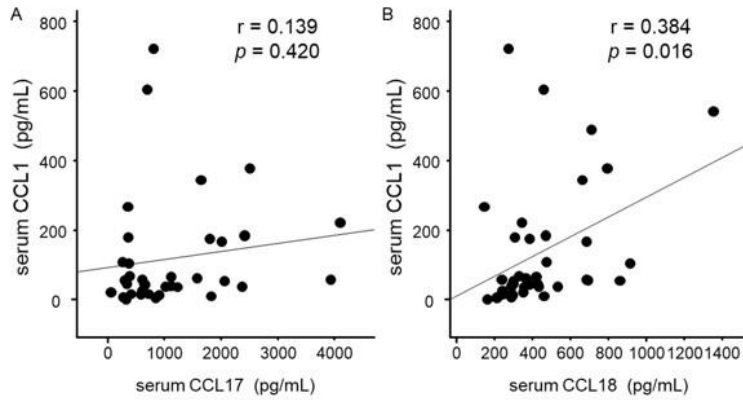 A
r = 0.139
p = 0.420
serum CCL1 (pg/mL)
800
600
400
200
0
0 1000 2000 3000 4000
serum CCL17 (pg/mL)
B
r = 0.384
p = 0.016
serum CCL1 (pg/mL)
800
600
400
200
0
0 200 400 600 800 1000 1200 1400
serum CCL18 (pg/mL)